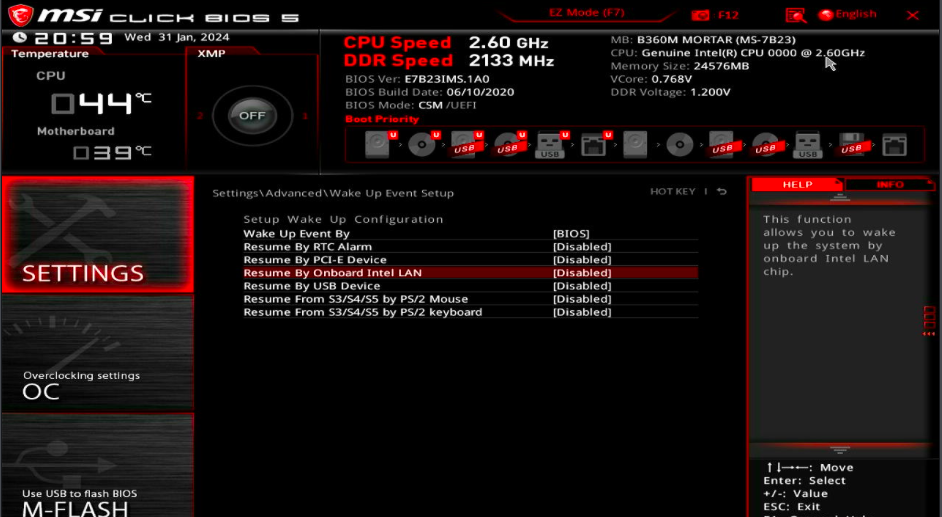 msi CLICK BIOS 5
EZ Mode (F7)
F12
English
X
20:59 Wed 31 Jan, 2024
Temperature
XMP
CPU
44°C
Motherboard
39°C
2
OFF
1
CPU Speed 2.60 GHz
DDR Speed 2133 MHz
BIOS Ver: E7B23IMS.1A0
BIOS Build Date: 06/10/2020
BIOS Mode: CSM /UEFI
Boot Priority
MB: B360M MORTAR (MS-7B23)
CPU: Genuine Intel(R) CPU 0000 @ 2.60GHz
Memory Size: 24576MB
VCore: 0.768V
DDR Voltage: 1.200V
U U U U U U
USB USB USB USB USB USB
SETTINGS
Overclocking settings
OC
Use USB to flash BIOS
M-FLASH
Settings\Advanced\Wake Up Event Setup
HOT KEY |
Setup Wake Up Configuration
Wake Up Event By [BIOS]
Resume By RTC Alarm [Disabled]
Resume By PCI-E Device [Disabled]
Resume By Onboard Intel LAN [Disabled]
Resume By USB Device [Disabled]
Resume From S3/S4/S5 by PS/2 Mouse [Disabled]
Resume From S3/S4/S5 by PS/2 keyboard [Disabled]
HELP
INFO
This function
allows you to wake
up the system by
onboard Intel LAN
chip.
↑↓→←: Move
Enter: Select
+/-: Value
ESC: Exit